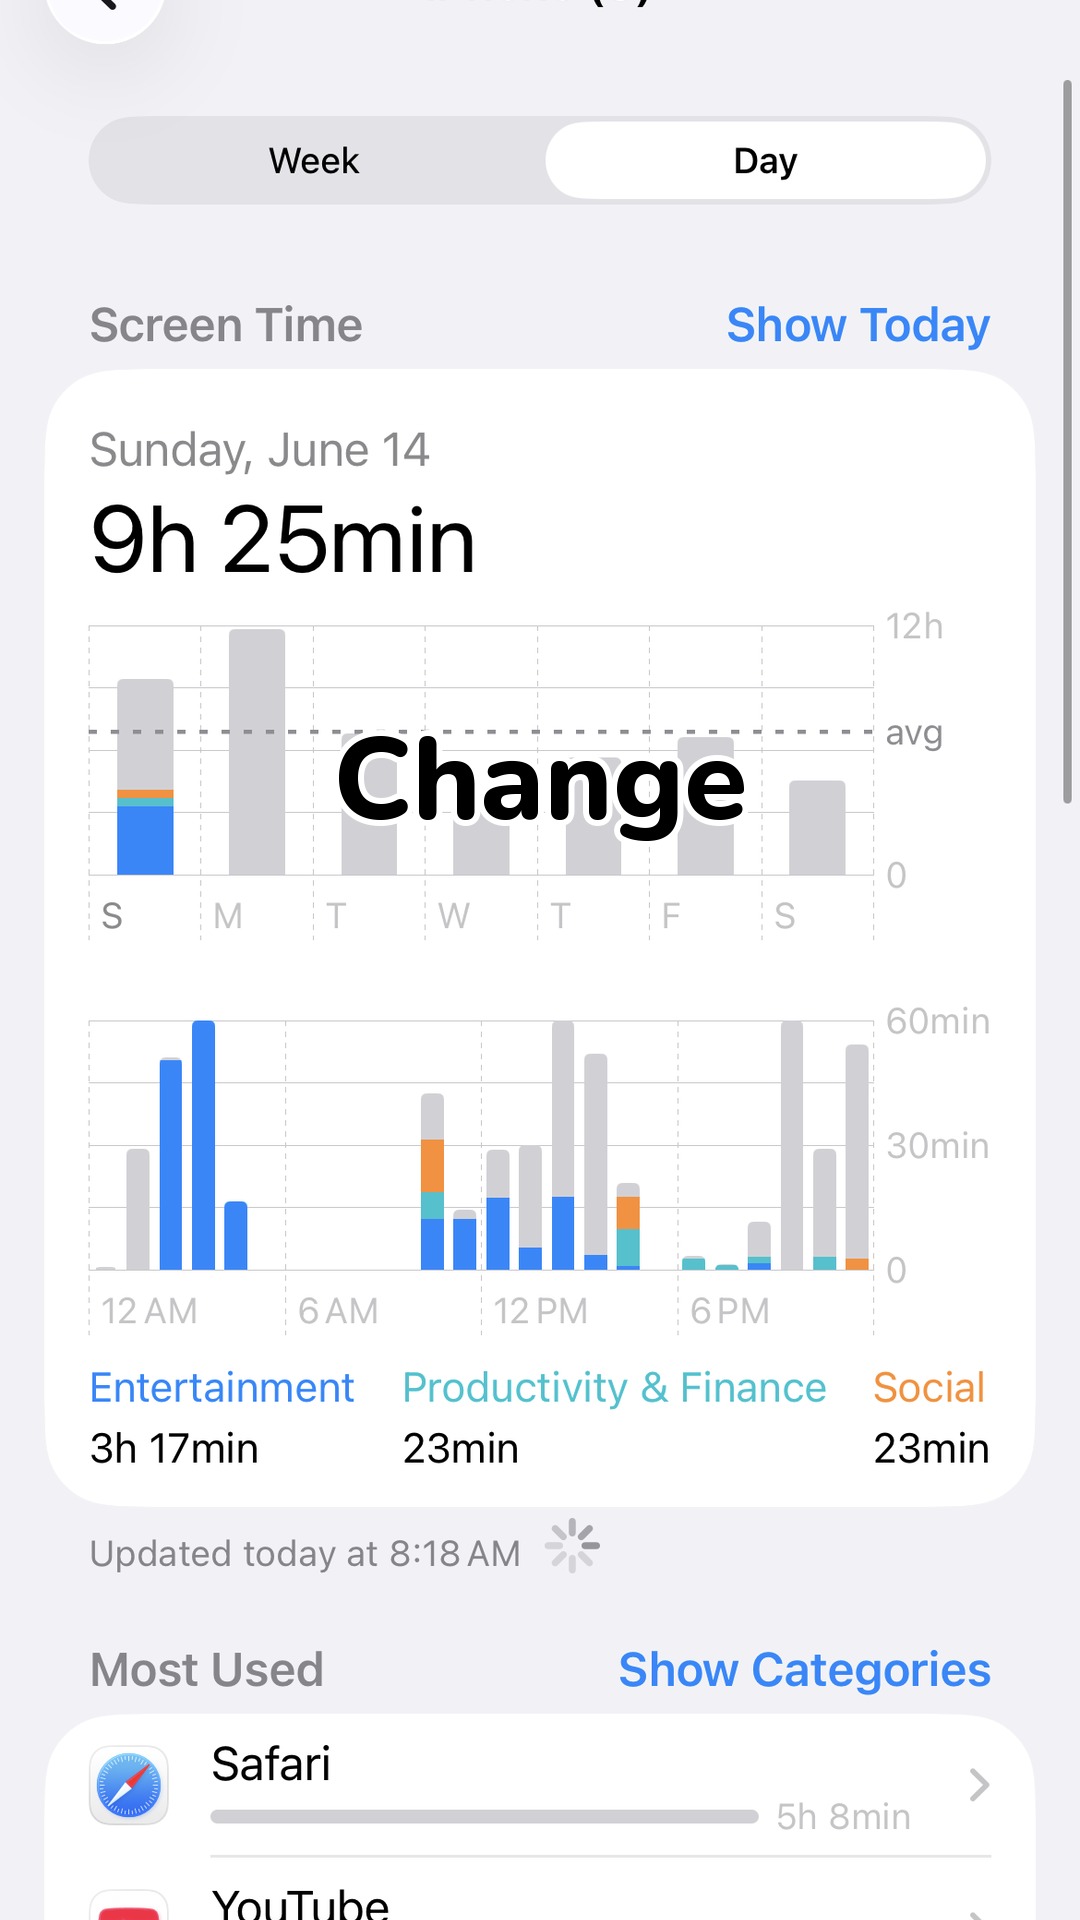 Week
Day
Screen Time
Show Today
Sunday, June 14
9h 25min
12h
avg
Change
0
S M T W T F S
60min
30min
0
12 AM 6 AM 12 PM 6 PM
Entertainment Productivity & Finance Social
3h 17min 23min 23min
Updated today at 8:18 AM
Most Used
Show Categories
Safari
5h 8min
YouTube